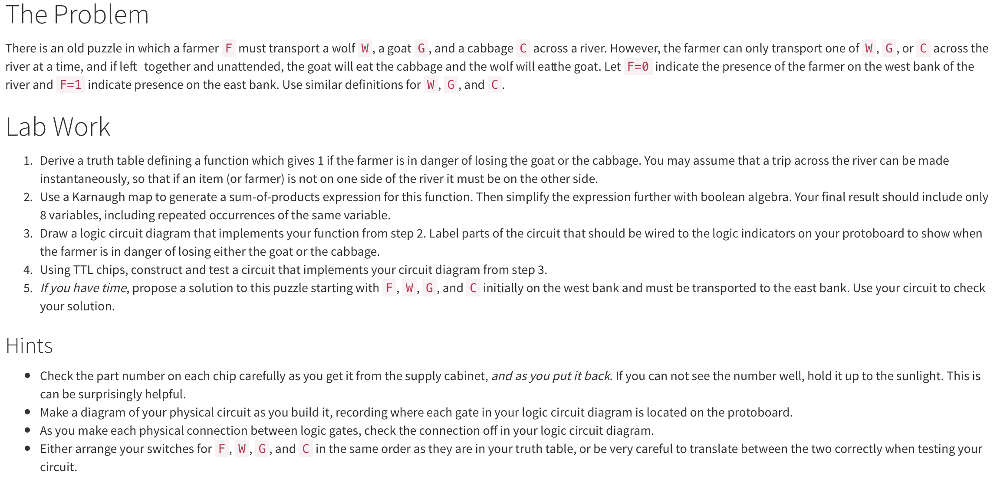 The Problem
There is an old puzzle in which a farmer F must transport a wolf W, a goat G, and a cabbage C across a river. However, the farmer can only transport one of W, G, or C across the
river at a time, and if left together and unattended, the goat will eat the cabbage and the wolf will eatthe goat. Let F=0 indicate the presence of the farmer on the west bank of the
river and F=1 indicate presence on the east bank. Use similar definitions for W, G, and C.
Lab Work
1. Derive a truth table defining a function which gives 1 if the farmer is in danger of losing the goat or the cabbage. You may assume that a trip across the river can be made
instantaneously, so that if an item (or farmer) is not on one side of the river it must be on the other side.
2. Use a Karnaugh map to generate a sum-of-products expression for this function. Then simplify the expression further with boolean algebra. Your final result should include only
8 variables, including repeated occurrences of the same variable.
3. Draw a logic circuit diagram that implements your function from step 2. Label parts of the circuit that should be wired to the logic indicators on your protoboard to show when
the farmer is in danger of losing either the goat or the cabbage.
4. Using TTL chips, construct and test a circuit that implements your circuit diagram from step 3.
5. If you have time, propose a solution to this puzzle starting with F, W, G, and C initially on the west bank and must be transported to the east bank. Use your circuit to check
your solution.
Hints
• Check the part number on each chip carefully as you get it from the supply cabinet, and as you put it back. If you can not see the number well, hold it up to the sunlight. This is
can be surprisingly helpful.
• Make a diagram of your physical circuit as you build it, recording where each gate in your logic circuit diagram is located on the protoboard.
• As you make each physical connection between logic gates, check the connection off in your logic circuit diagram.
• Either arrange your switches for F, W, G, and C in the same order as they are in your truth table, or be very careful to translate between the two correctly when testing your
circuit.